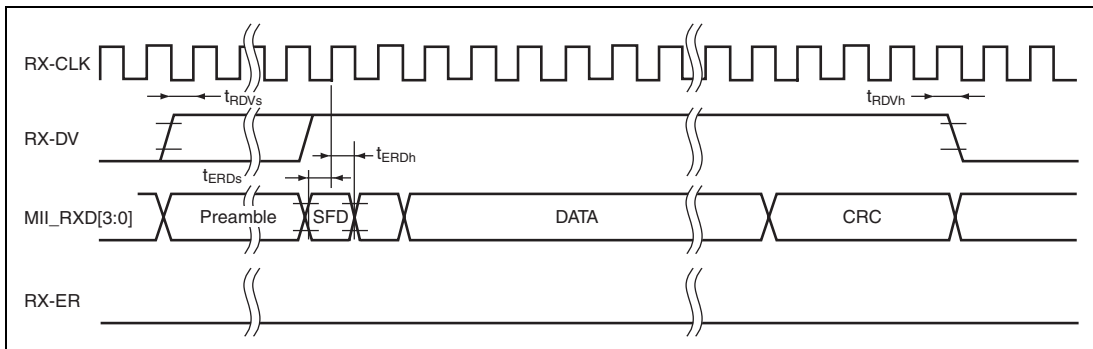 RX-CLK
tRDVs
tRDVh
RX-DV
tERDh
tERDs
MII_RXD[3:0]
Preamble
SFD
DATA
CRC
RX-ER